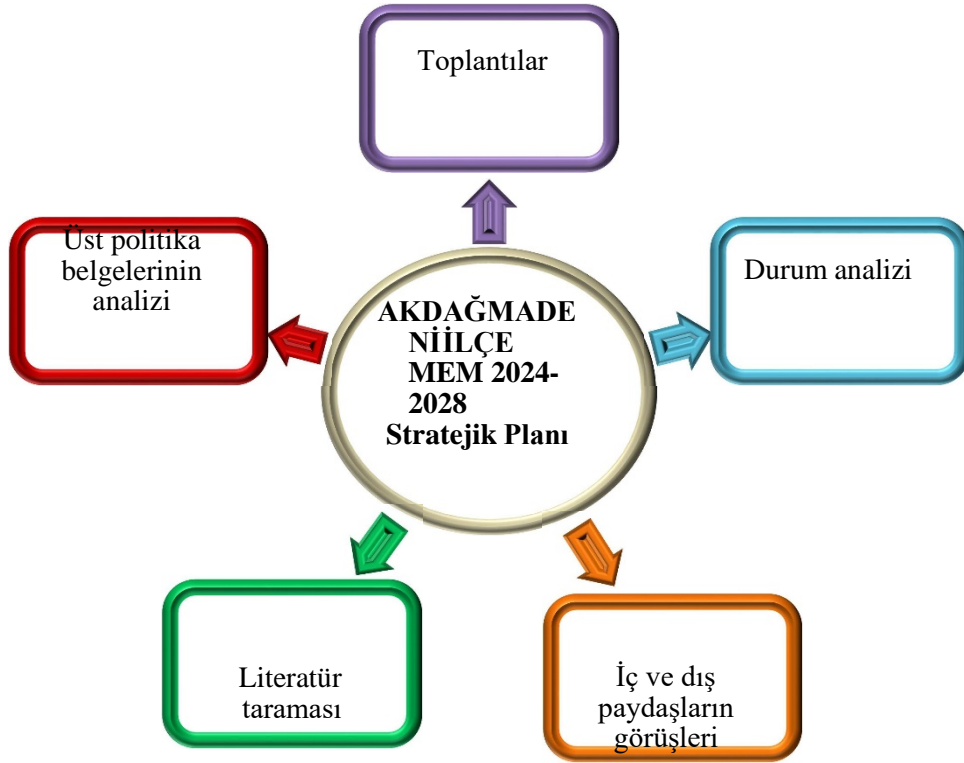 Toplantılar
Üst politika
belgelerinin
analizi
Durum analizi
AKDAĞMADE
NİİLÇE
MEM 2024-
2028
Stratejik Planı
Literatür
taraması
İç ve dış
paydaşların
görüşleri